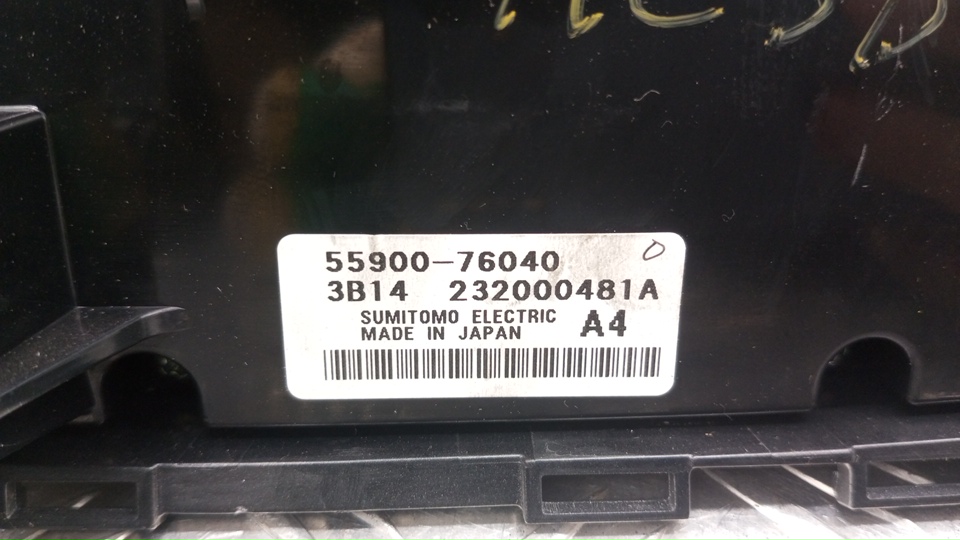 55900-76040
3B14 232000481A
SUMITOMO ELECTRIC
MADE IN JAPAN A4